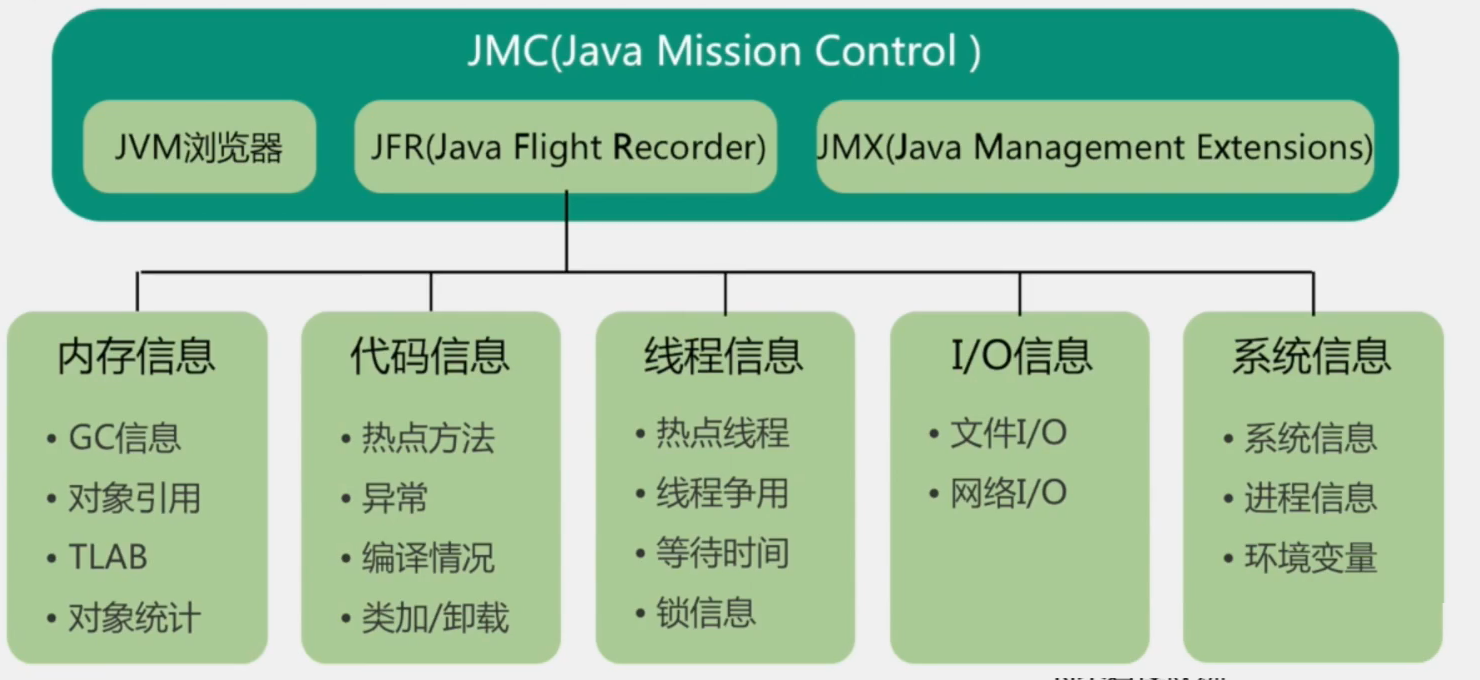 JMC(Java Mission Control )
JVM浏览器
JFR(Java Flight Recorder)
JMX(Java Management Extensions)
内存信息
• GC信息
• 对象引用
• TLAB
• 对象统计
代码信息
• 热点方法
• 异常
• 编译情况
• 类加/卸载
线程信息
• 热点线程
• 线程争用
• 等待时间
• 锁信息
I/O信息
• 文件I/O
• 网络I/O
系统信息
• 系统信息
• 进程信息
• 环境变量